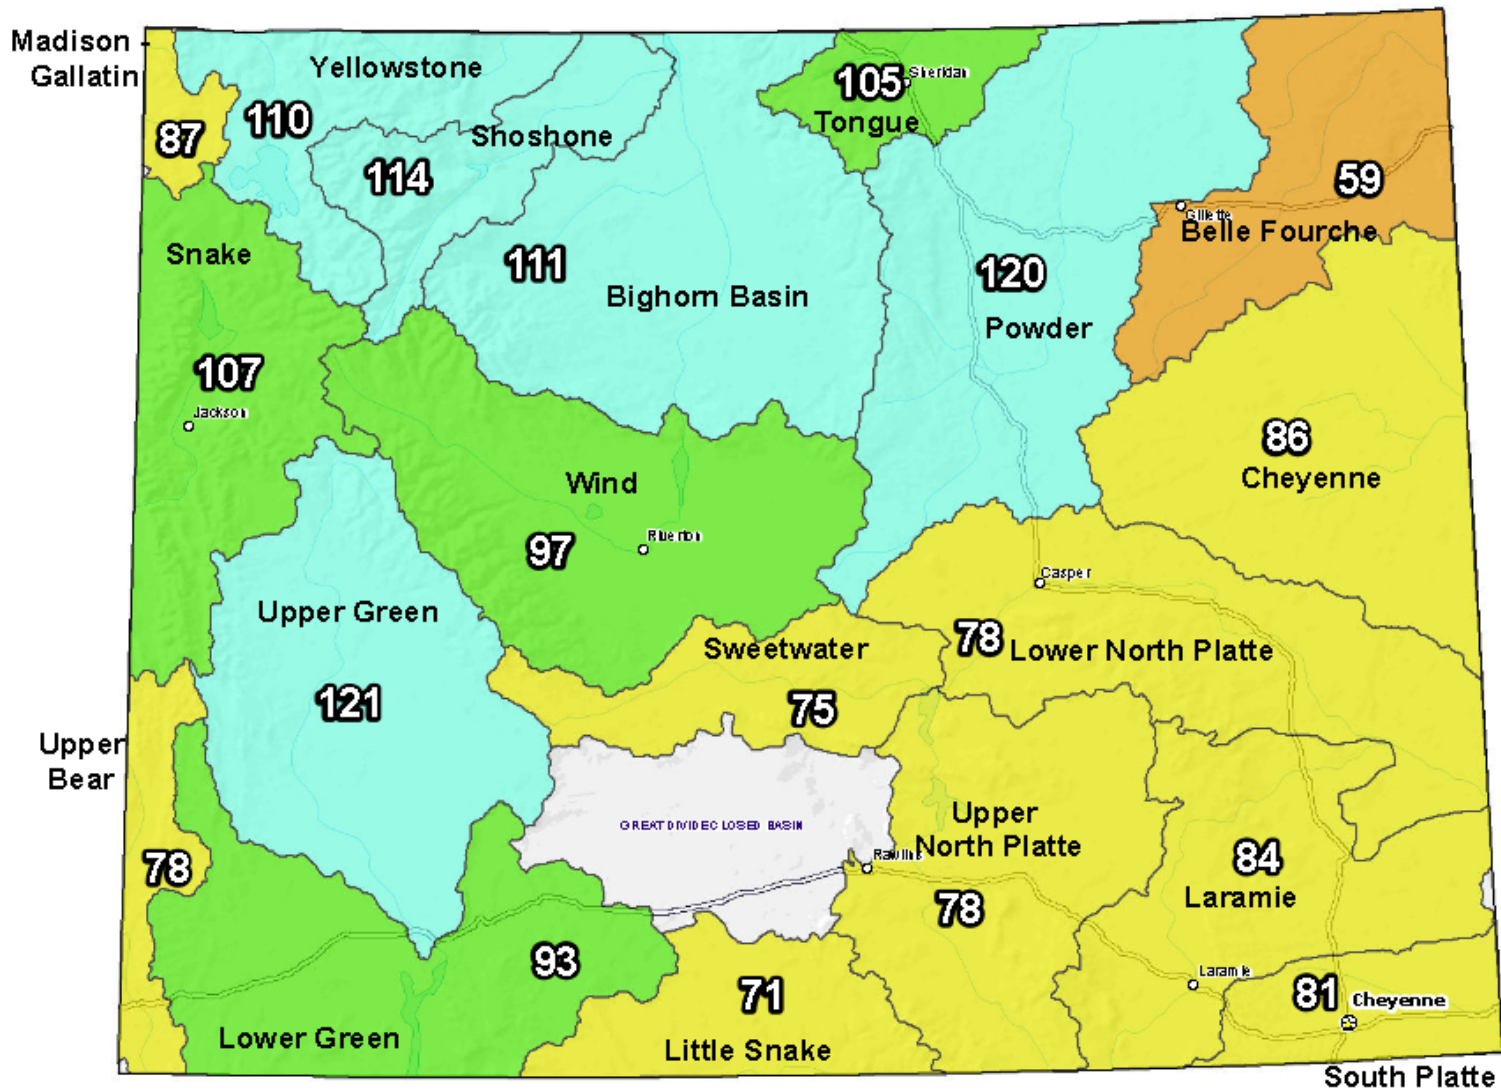 Madison
Gallatin
Yellowstone
110
87
Shoshone
114
105
Sheridan
Tongue
59
Gillette
Belle Fourche
Snake
111
Bighorn Basin
120
Powder
107
Jackson
86
Cheyenne
Wind
97
Riverton
Casper
Upper Green
121
Sweetwater
75
78
Lower North Platte
Upper
Bear
78
GREAT DIVIDE CLOSED BASIN
Rawlins
Upper
North Platte
78
84
Laramie
93
Lower Green
71
Little Snake
Laramie
81
Cheyenne
South Platte